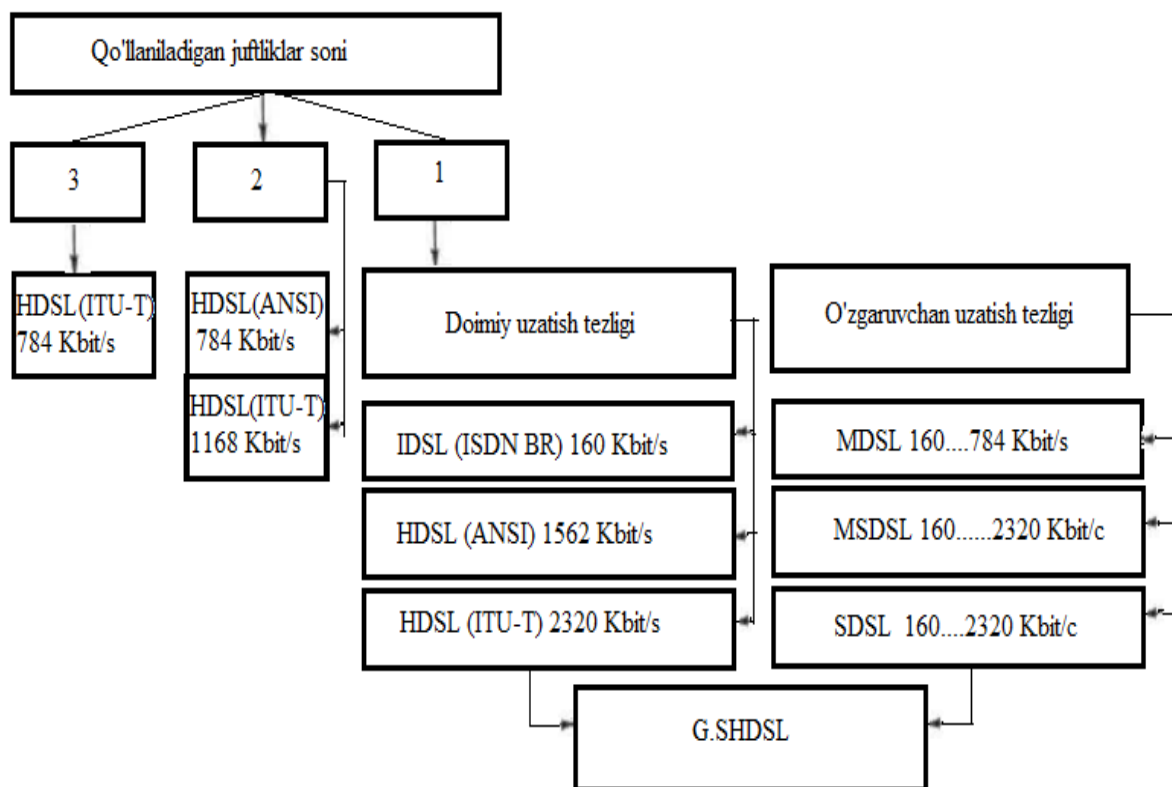 Qo'llaniladigan juftliklar soni
3
2
1
HDSL(ITU-T)
784 Kbit/s
HDSL(ANSI)
784 Kbit/s
HDSL(ITU-T)
1168 Kbit/s
Doimiy uzatish tezligi
O'zgaruvchan uzatish tezligi
IDSL (ISDN BR) 160 Kbit/s
MDSL 160....784 Kbit/s
HDSL (ANSI) 1562 Kbit/s
MSDSL 160......2320 Kbit/c
HDSL (ITU-T) 2320 Kbit/s
SDSL 160....2320 Kbit/c
G.SHDSL